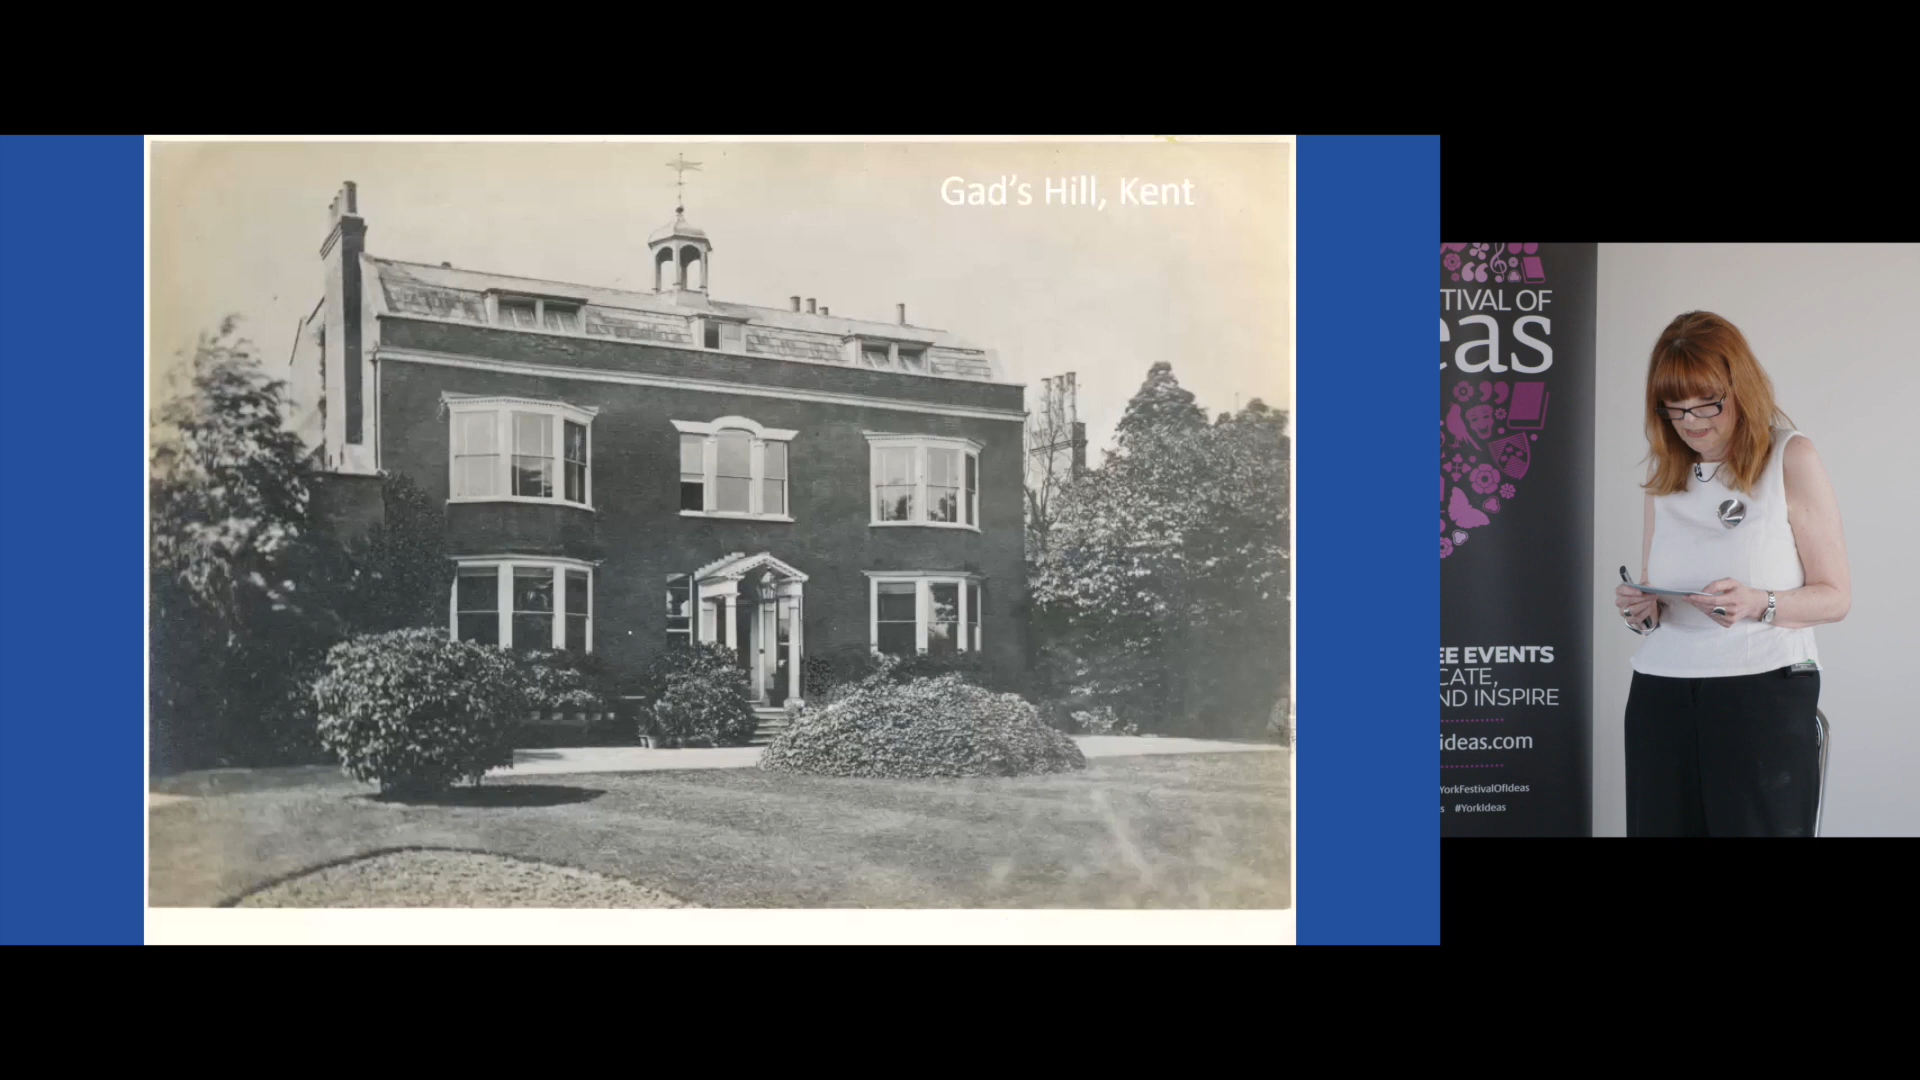 Gad's Hill, Kent
TIVAL OF
eas
EE EVENTS
CATE,
ND INSPIRE
ideas.com
YorkFestivalOfIdeas
s #YorkIdeas